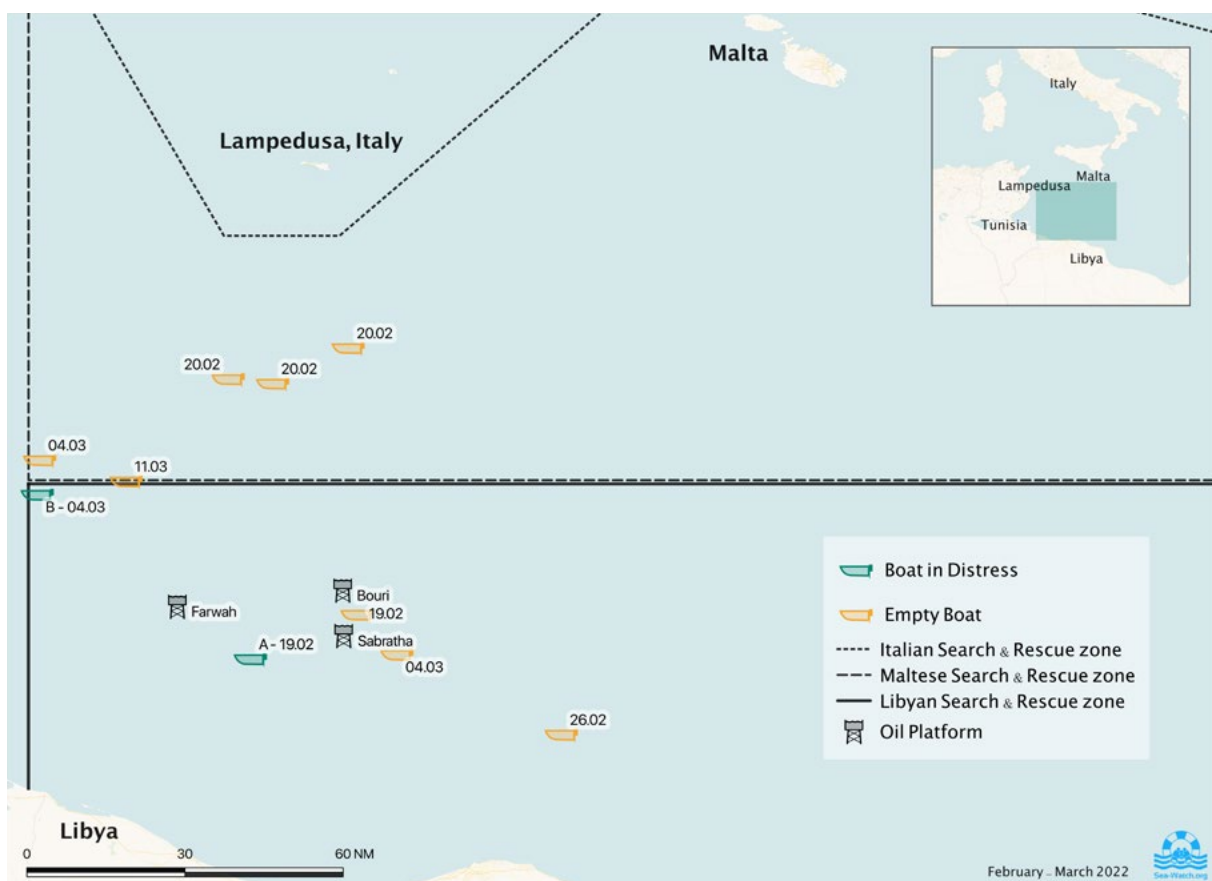 Malta
Lampedusa, Italy
Italy
Malta
Lampedusa
Tunisia
Libya
20.02
20.02
20.02
04.03
11.03
B - 04.03
Bouri
Farwah
19.02
A - 19.02
Sabratha
04.03
26.02
Boat in Distress
Empty Boat
Italian Search & Rescue zone
Maltese Search & Rescue zone
Libyan Search & Rescue zone
Oil Platform
Libya
0 30 60 NM
February - March 2022
Sea-Watch.org